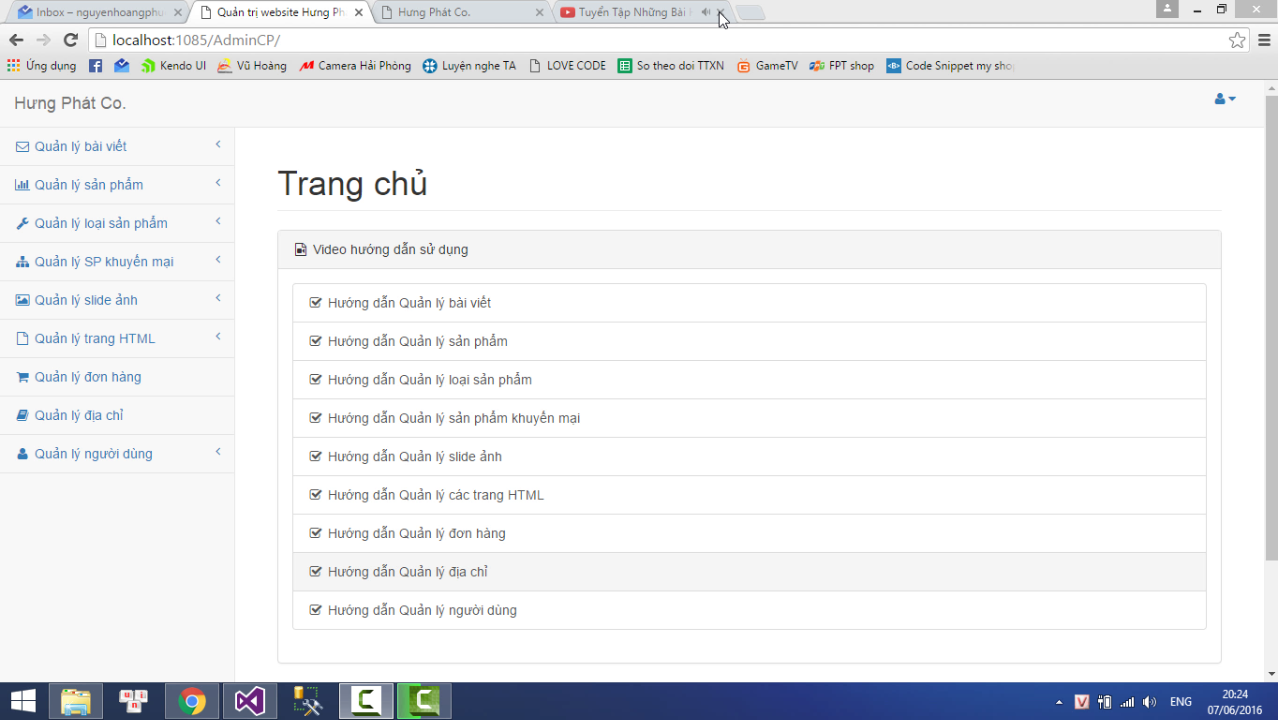 Inbox – nguyenhoangphu
Quản trị website Hưng Ph
Hưng Phát Co.
Tuyển Tập Những Bài
localhost:1085/AdminCP/
Ứng dụng
Kendo UI
Vũ Hoàng
Camera Hải Phòng
Luyện nghe TA
LOVE CODE
So theo doi TTXN
GameTV
FPT shop
Code Snippet my sho
Hưng Phát Co.
Quản lý bài viết
Quản lý sản phẩm
Quản lý loại sản phẩm
Quản lý SP khuyến mại
Quản lý slide ảnh
Quản lý trang HTML
Quản lý đơn hàng
Quản lý địa chỉ
Quản lý người dùng
Trang chủ
Video hướng dẫn sử dụng
Hướng dẫn Quản lý bài viết
Hướng dẫn Quản lý sản phẩm
Hướng dẫn Quản lý loại sản phẩm
Hướng dẫn Quản lý sản phẩm khuyến mại
Hướng dẫn Quản lý slide ảnh
Hướng dẫn Quản lý các trang HTML
Hướng dẫn Quản lý đơn hàng
Hướng dẫn Quản lý địa chỉ
Hướng dẫn Quản lý người dùng
ENG
20:24
07/06/2016